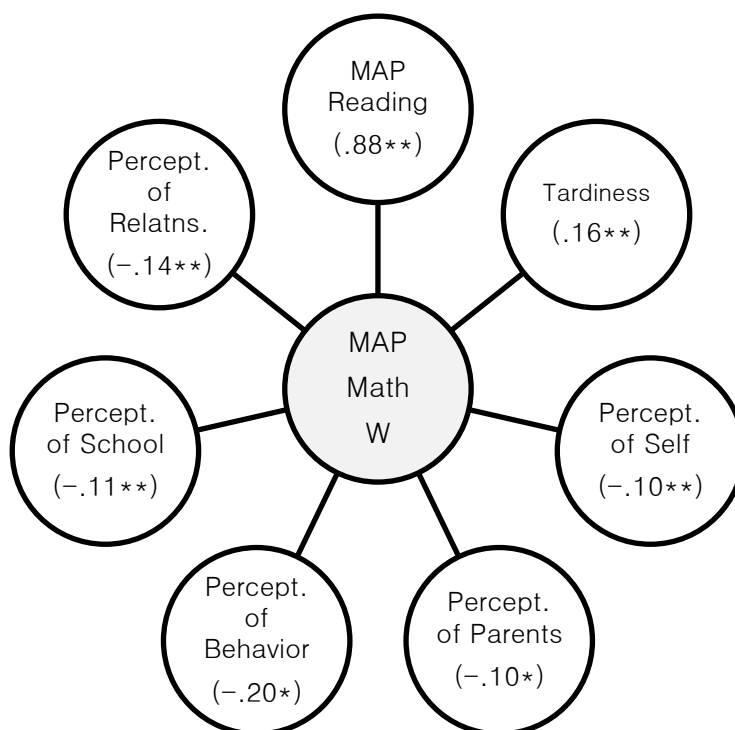 MAP
Reading
(.88**)
Tardiness
(.16**)
Percept.
of Self
(-.10**)
Percept.
of Parents
(-.10*)
Percept.
of
Behavior
(-.20*)
Percept.
of School
(-.11**)
Percept.
of
Relatns.
(-.14**)
MAP
Math
W